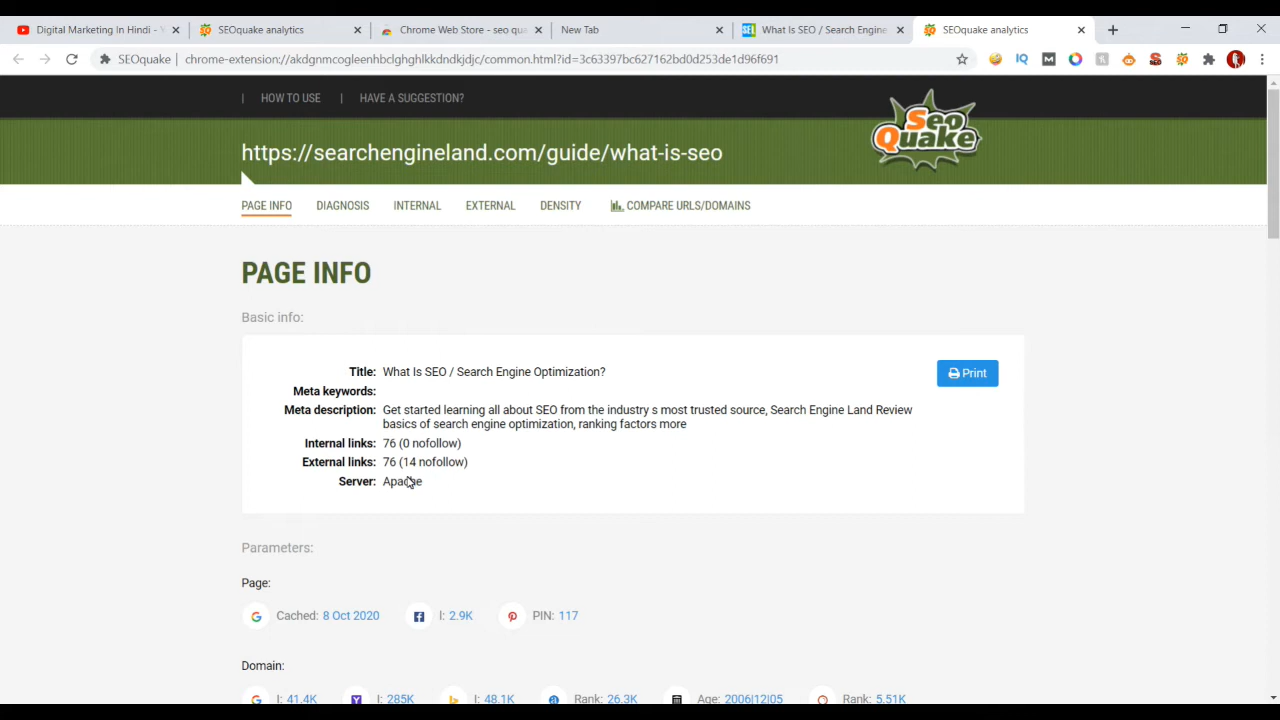 Digital Marketing In Hindi - Y
SEOquake analytics
Chrome Web Store - seo qua
New Tab
SEL
What Is SEO / Search Engine
SEOquake analytics
SEOquake | chrome-extension://akdgnmcogleenhbclghghlkkdndkjdjc/common.html?id=3c63397bc627162bd0d253de1d96f691
IQ
M
| HOW TO USE | HAVE A SUGGESTION?
Seo
Quake
https://searchengineland.com/guide/what-is-seo
PAGE INFO DIAGNOSIS INTERNAL EXTERNAL DENSITY COMPARE URLS/DOMAINS
PAGE INFO
Basic info:
Title: What Is SEO / Search Engine Optimization?
Print
Meta keywords:
Meta description: Get started learning all about SEO from the industry s most trusted source, Search Engine Land Review
basics of search engine optimization, ranking factors more
Internal links: 76 (0 nofollow)
External links: 76 (14 nofollow)
Server: Apache
Parameters:
Page:
Cached: 8 Oct 2020 I: 2.9K PIN: 117
Domain:
I: 41.4K I: 285K I: 48.1K Rank: 26.3K Age: 2006|12|05 Rank: 5.51K